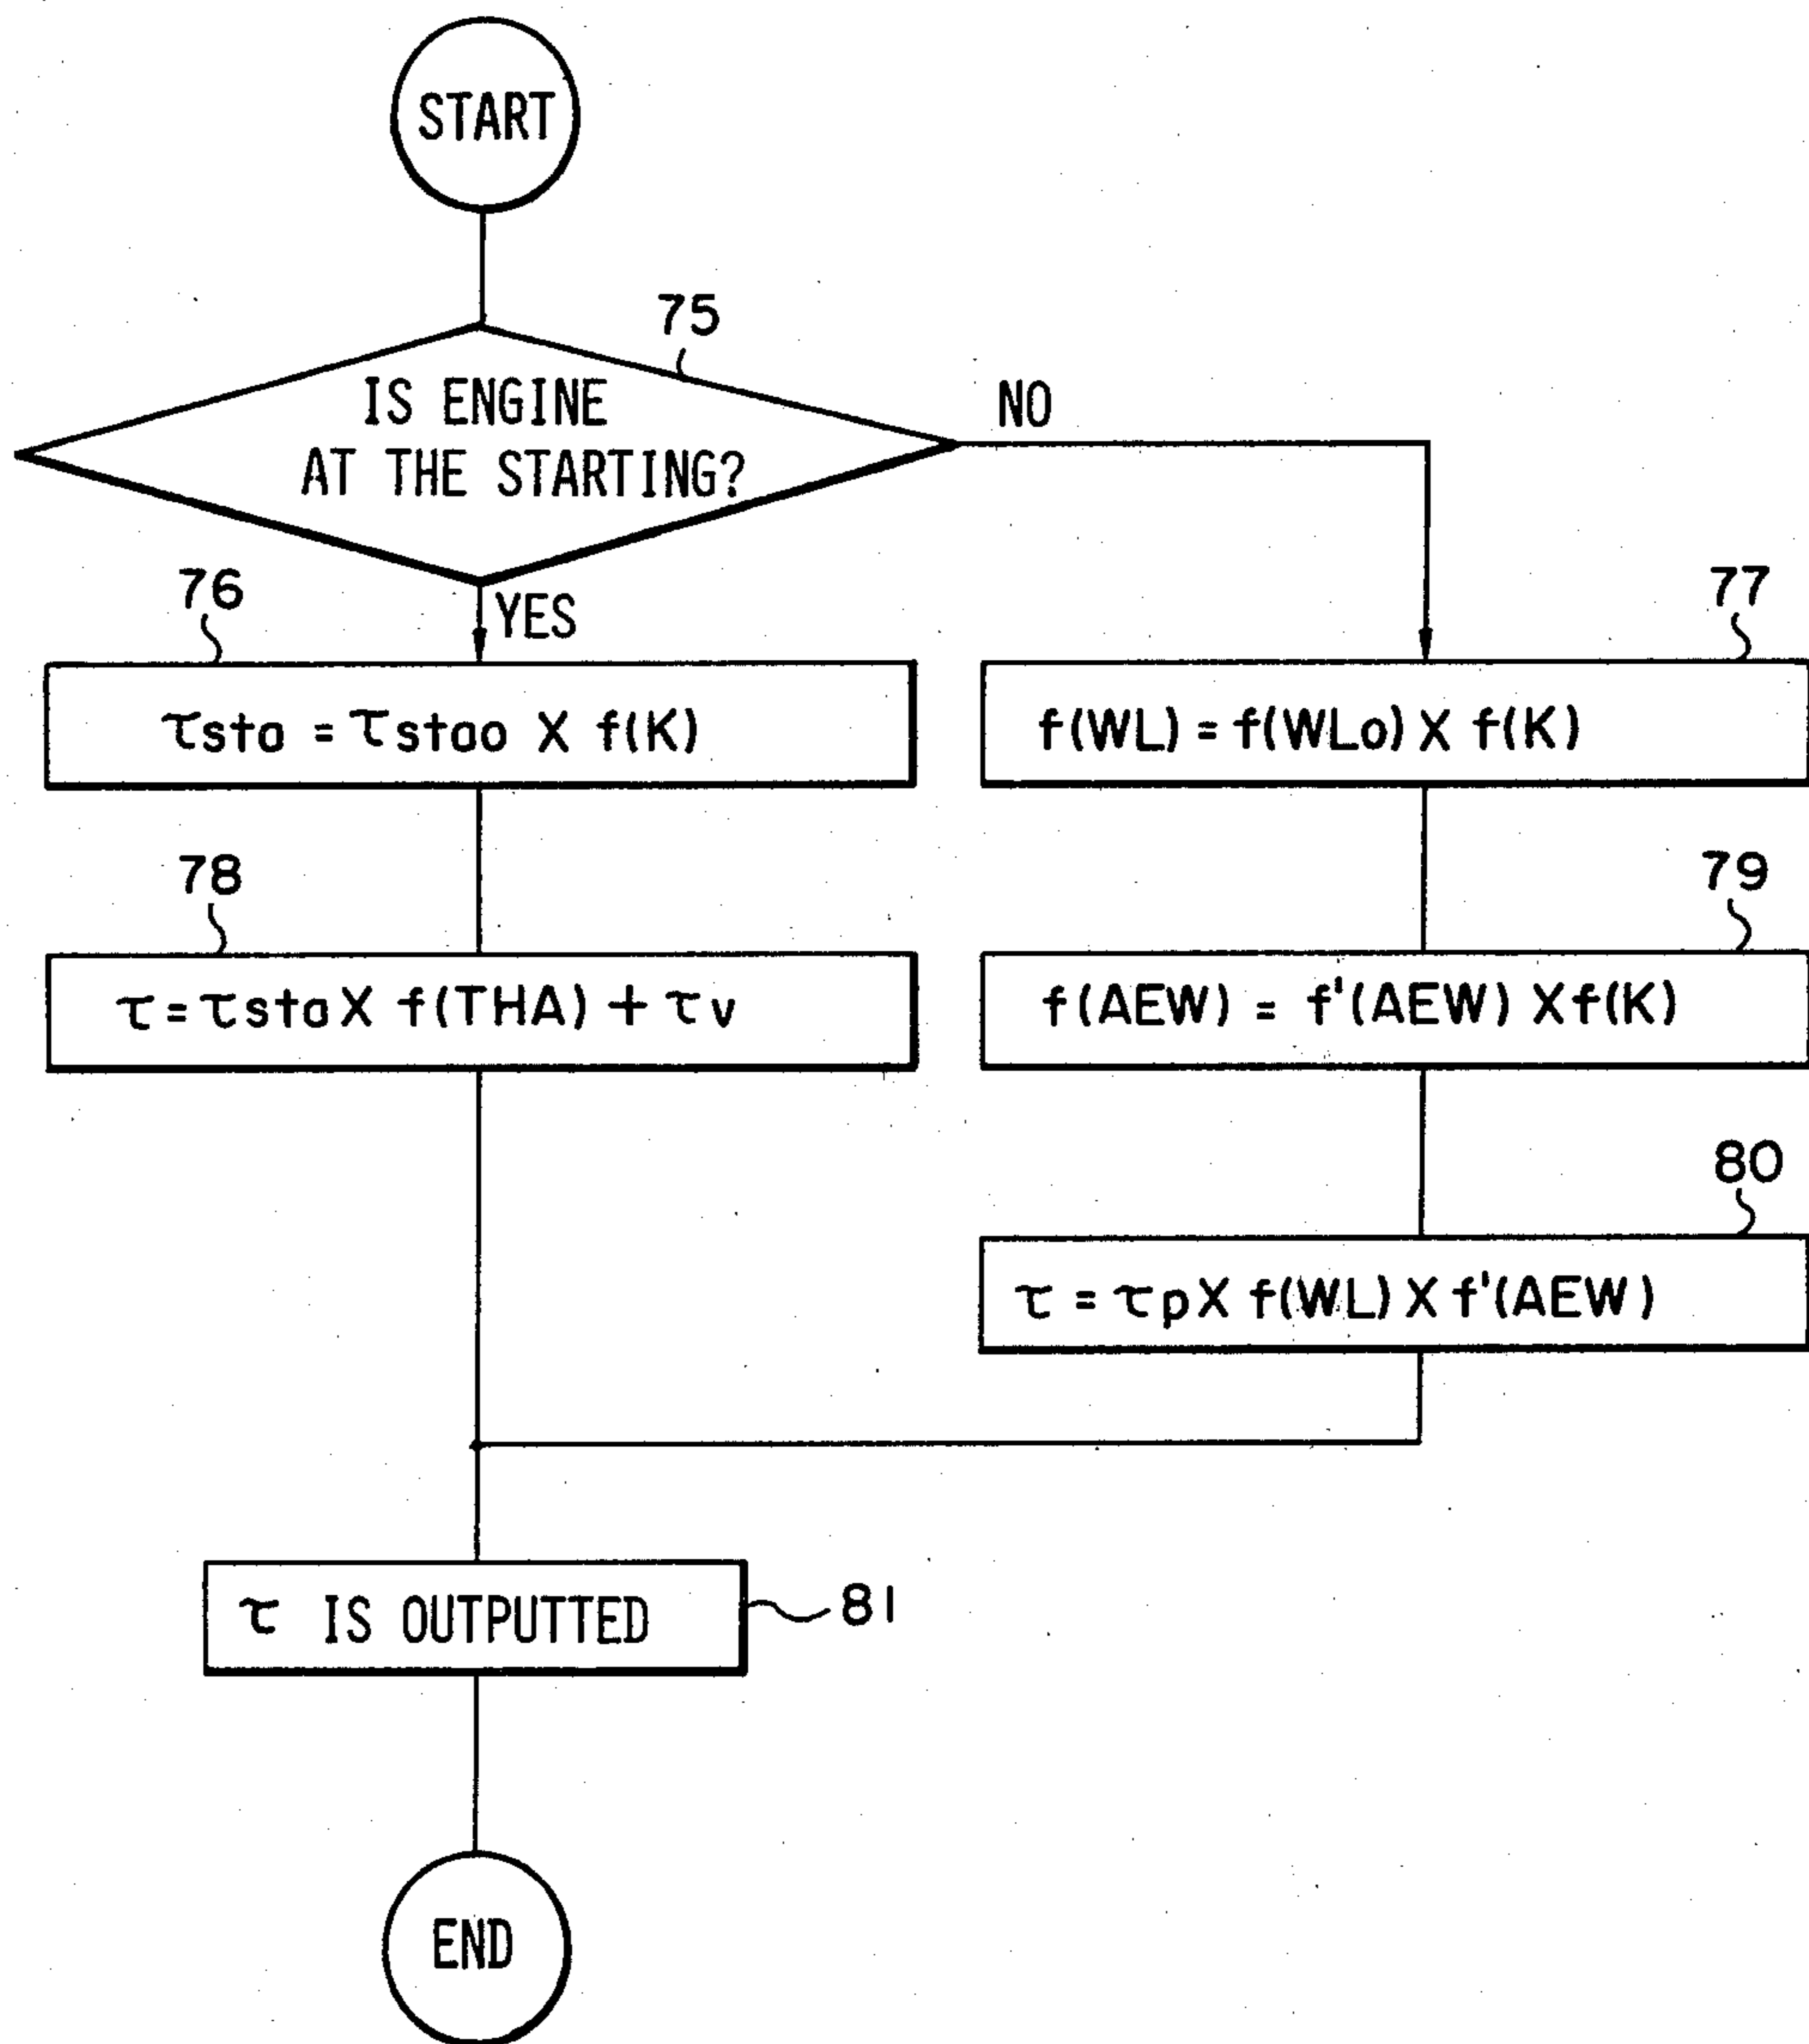 START
75
IS ENGINE
AT THE STARTING?
NO
YES
76
τsta = τstao X f(K)
77
f(WL) = f(WLo) X f(K)
78
τ = τsta X f(THA) + τv
79
f(AEW) = f'(AEW) X f(K)
80
τ = τp X f(WL) X f'(AEW)
τ IS OUTPUTTED
81
END